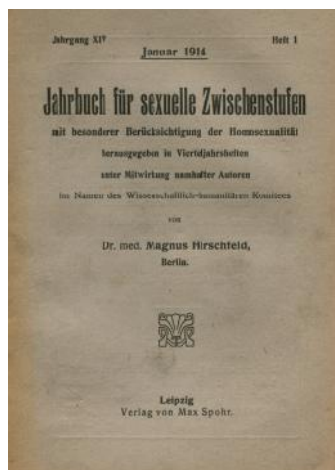 Jahrgang XIV
Heft 1
Januar 1914
Jahrbuch für sexuelle Zwischenstufen
mit besonderer Berücksichtigung der Homosexualität
herausgegeben in Vierteljahrsheften
unter Mitwirkung namhafter Autoren
im Namen des Wissenschaftlich-humanitären Komitees
von
Dr. med. Magnus Hirschfeld,
Berlin.
Leipzig
Verlag von Max Spohr.